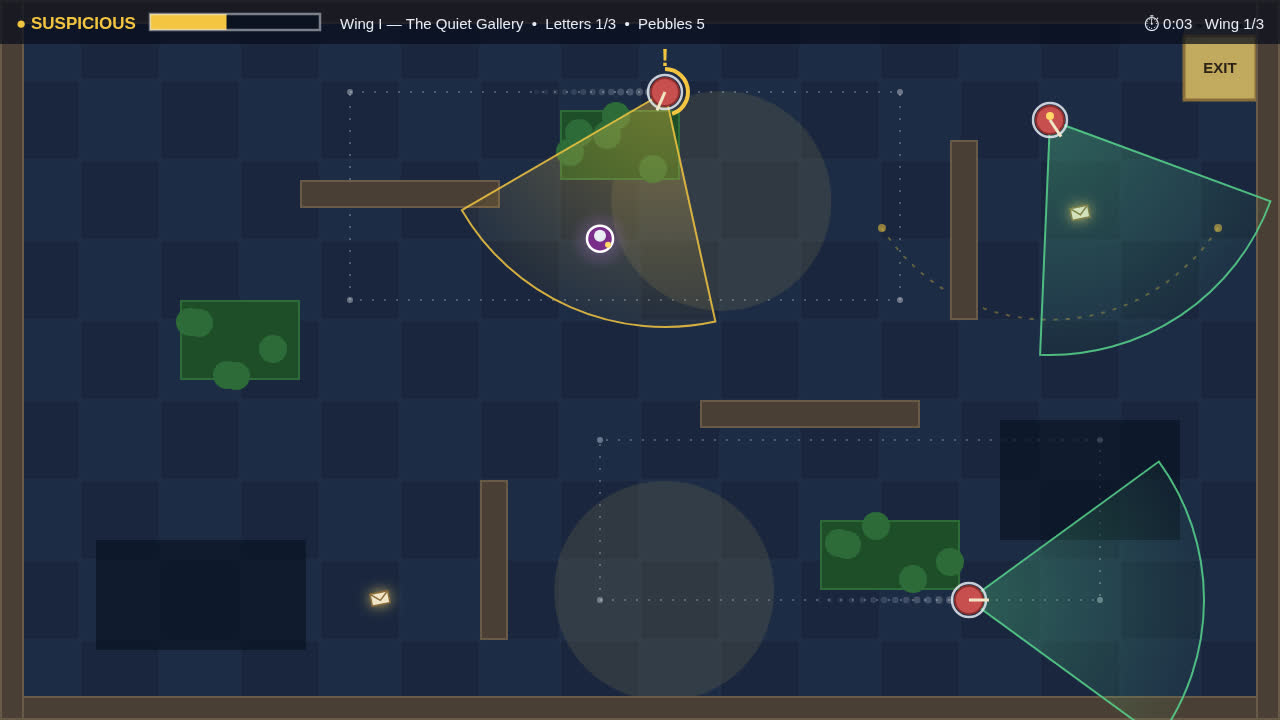 SUSPICIOUS
Wing I — The Quiet Gallery • Letters 1/3 • Pebbles 5
⏱ 0:03 Wing 1/3
EXIT
!